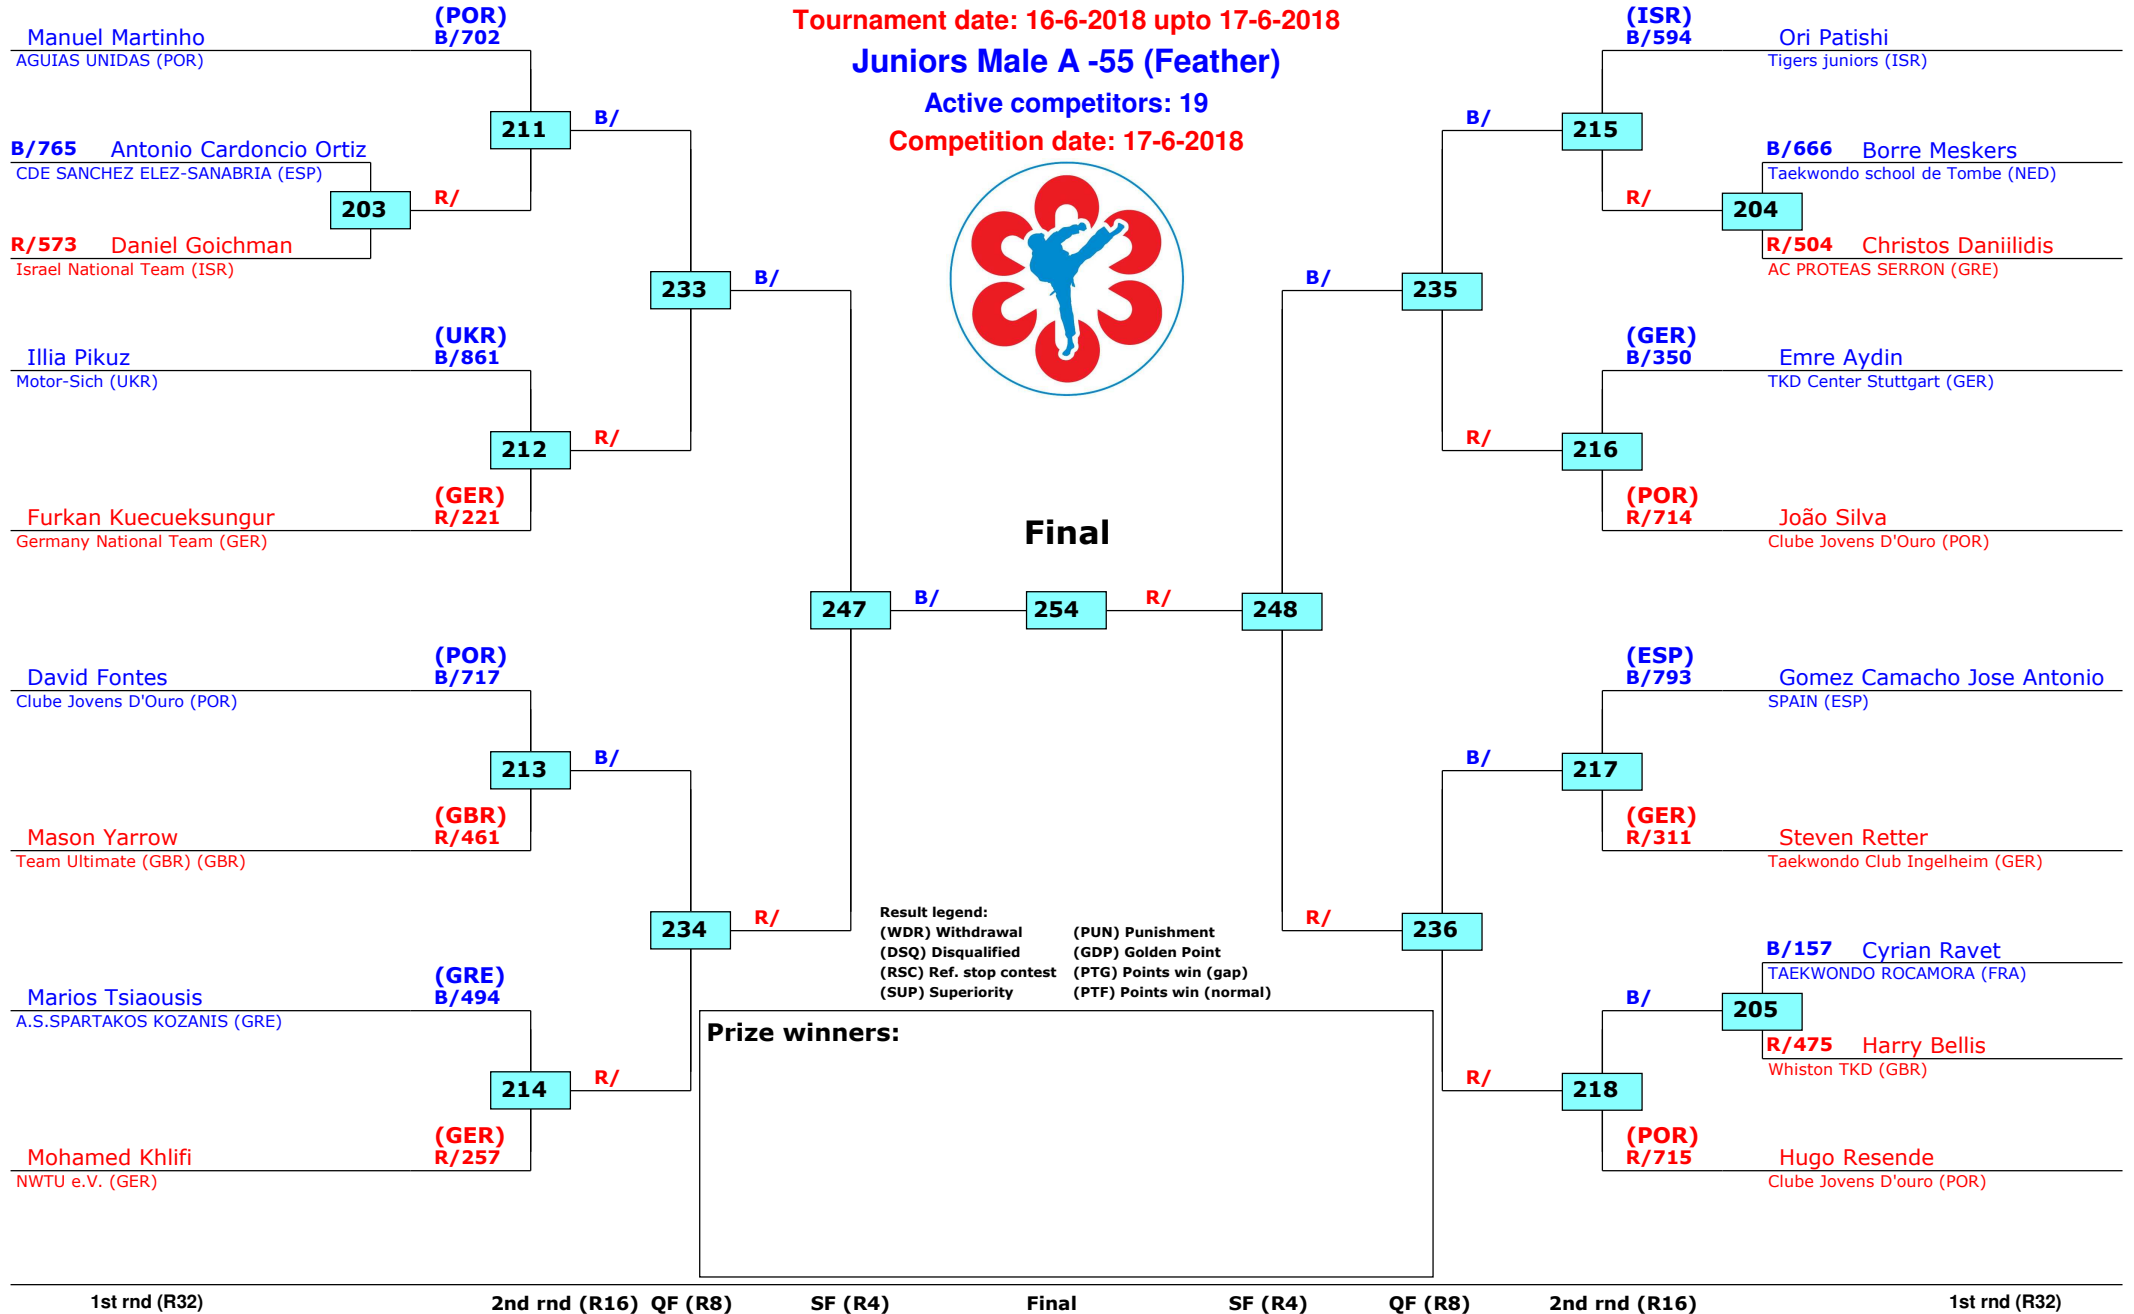 Tournament date: 16-6-2018 upto 17-6-2018
Juniors Male A -55 (Feather)
Active competitors: 19
Competition date: 17-6-2018
(POR)
Manuel Martinho B/702
AGUIAS UNIDAS (POR)
211 B/
B/765 Antonio Cardoncio Ortiz
CDE SANCHEZ ELEZ-SANABRIA (ESP)
203 R/
R/573 Daniel Goichman
Israel National Team (ISR)
233 B/
(UKR)
Illia Pikuz B/861
Motor-Sich (UKR)
212 R/
(GER)
Furkan Kuecueksungur R/221
Germany National Team (GER)
247 B/
(POR)
David Fontes B/717
Clube Jovens D'Ouro (POR)
213 B/
(GBR)
Mason Yarrow R/461
Team Ultimate (GBR) (GBR)
234 R/
(GRE)
Marios Tsiaousis B/494
A.S.SPARTAKOS KOZANIS (GRE)
214 R/
(GER)
Mohamed Khlifi R/257
NWTU e.V. (GER)
Final
254
(ISR)
B/594 Ori Patishi
Tigers juniors (ISR)
B/ 215
B/666 Borre Meskers
Taekwondo school de Tombe (NED)
R/ 204
R/504 Christos Daniilidis
AC PROTEAS SERRON (GRE)
B/ 235
(GER)
B/350 Emre Aydin
TKD Center Stuttgart (GER)
R/ 216
(POR)
R/714 João Silva
Clube Jovens D'Ouro (POR)
R/ 248
(ESP)
B/793 Gomez Camacho Jose Antonio
SPAIN (ESP)
B/ 217
(GER)
R/311 Steven Retter
Taekwondo Club Ingelheim (GER)
R/ 236
B/157 Cyrian Ravet
TAEKWONDO ROCAMORA (FRA)
B/ 205
R/475 Harry Bellis
Whiston TKD (GBR)
R/ 218
(POR)
R/715 Hugo Resende
Clube Jovens D'ouro (POR)
Result legend:
(WDR) Withdrawal (PUN) Punishment
(DSQ) Disqualified (GDP) Golden Point
(RSC) Ref. stop contest (PTG) Points win (gap)
(SUP) Superiority (PTF) Points win (normal)
Prize winners:
1st rnd (R32) 2nd rnd (R16) QF (R8) SF (R4) Final SF (R4) QF (R8) 2nd rnd (R16) 1st rnd (R32)